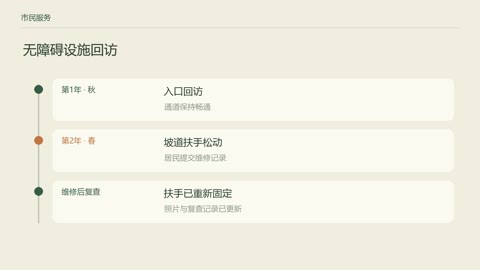 市民服务
无障碍设施回访
第1年 · 秋
入口回访
通道保持畅通
第2年 · 春
坡道扶手松动
居民提交维修记录
维修后复查
扶手已重新固定
照片与复查记录已更新